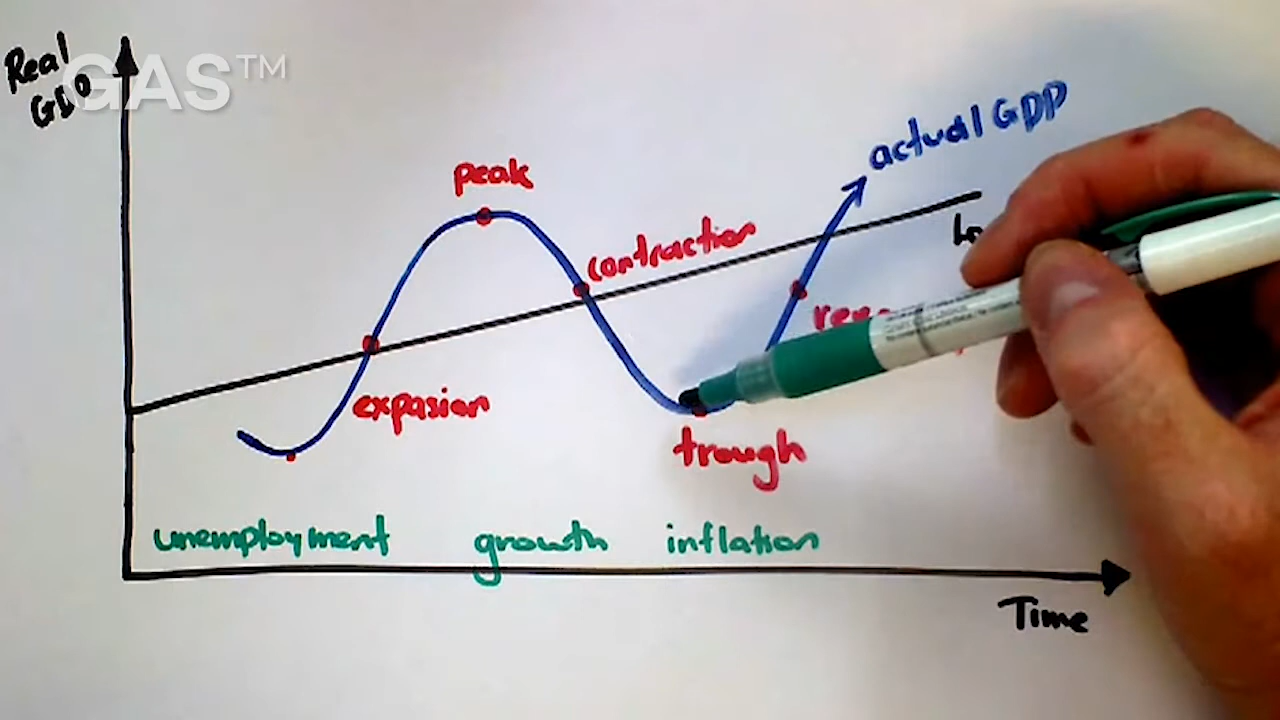 Real
GDP
GAS™
peak
actual GDP
contraction
expasion
trough
unemployment growth inflation
Time